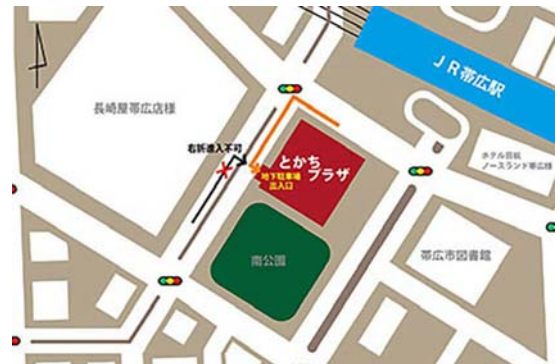 JR帯広駅
長崎屋帯広店様
右折進入不可
とかち
プラザ
地下駐車場
出入口
ホテル日航
ノースランド帯広様
南公園
帯広市図書館